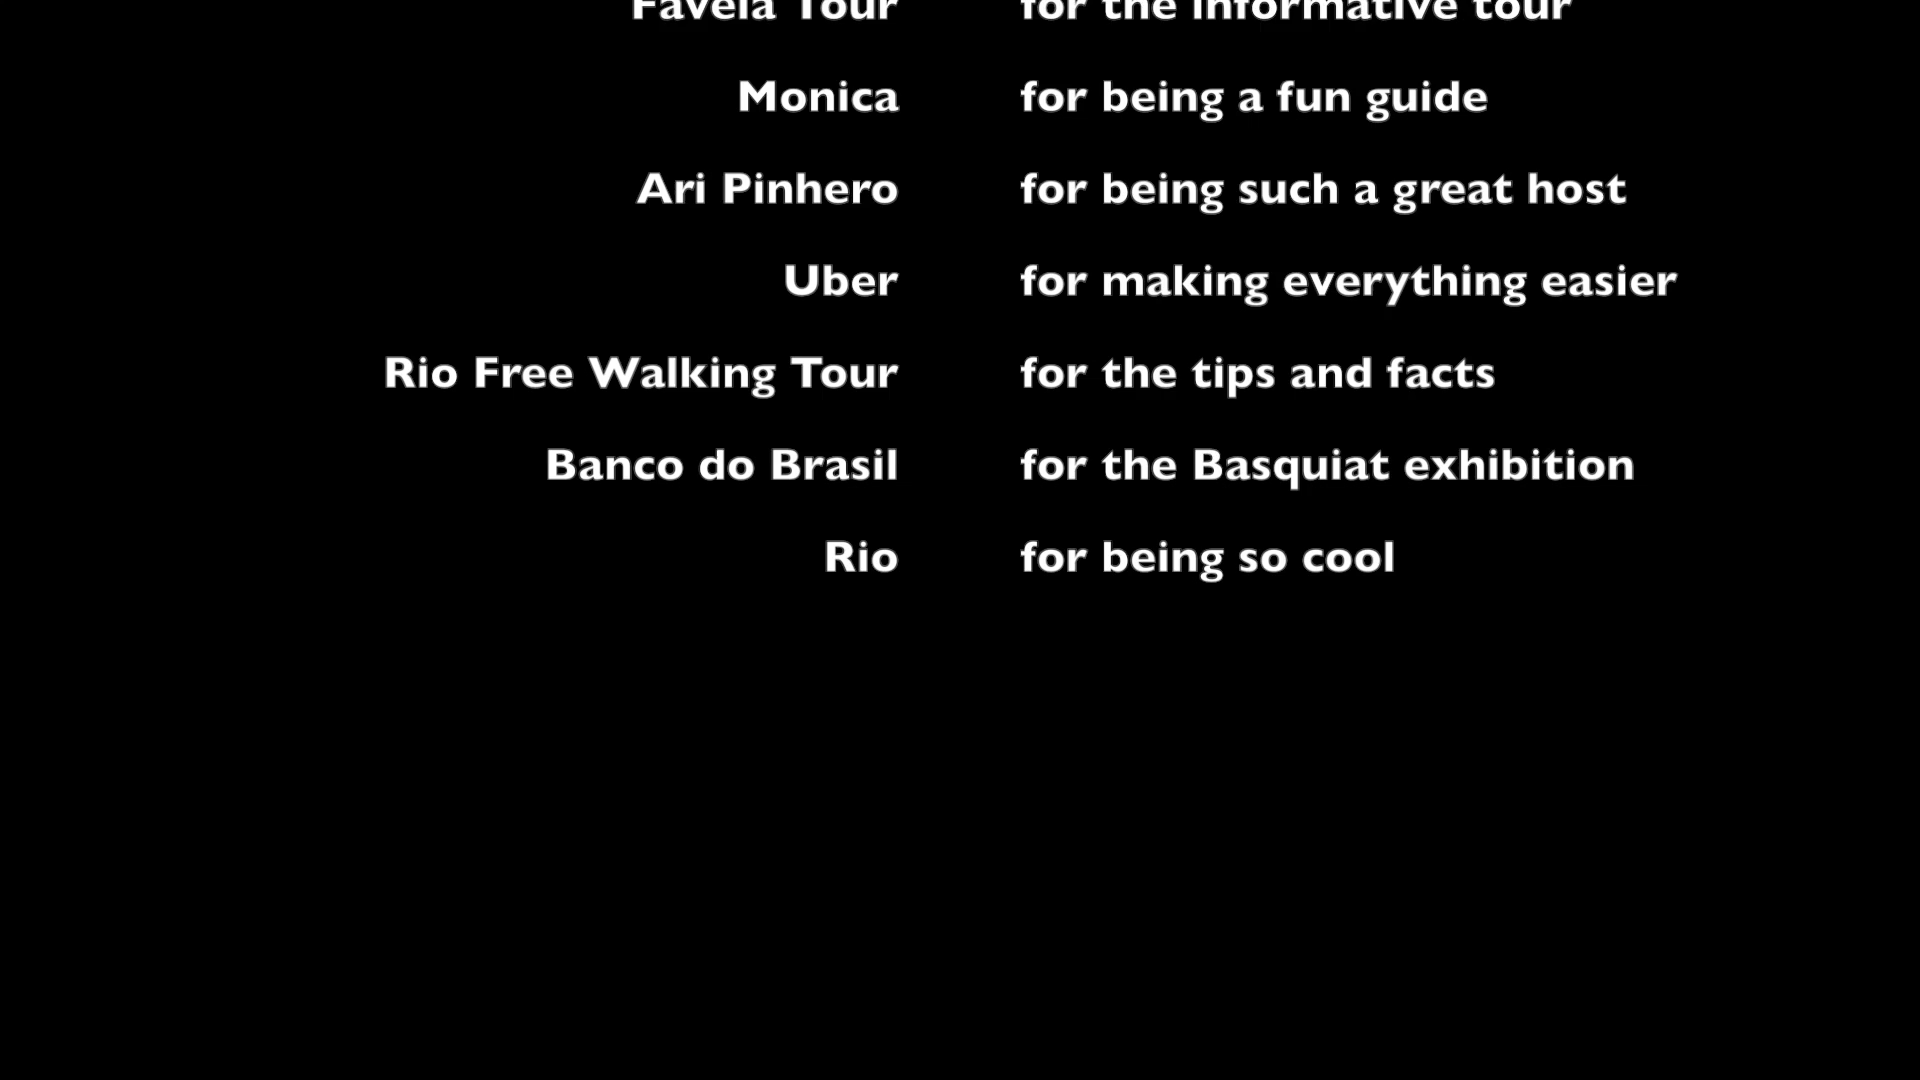 Favela Tour for the informative tour
Monica for being a fun guide
Ari Pinhero for being such a great host
Uber for making everything easier
Rio Free Walking Tour for the tips and facts
Banco do Brasil for the Basquiat exhibition
Rio for being so cool